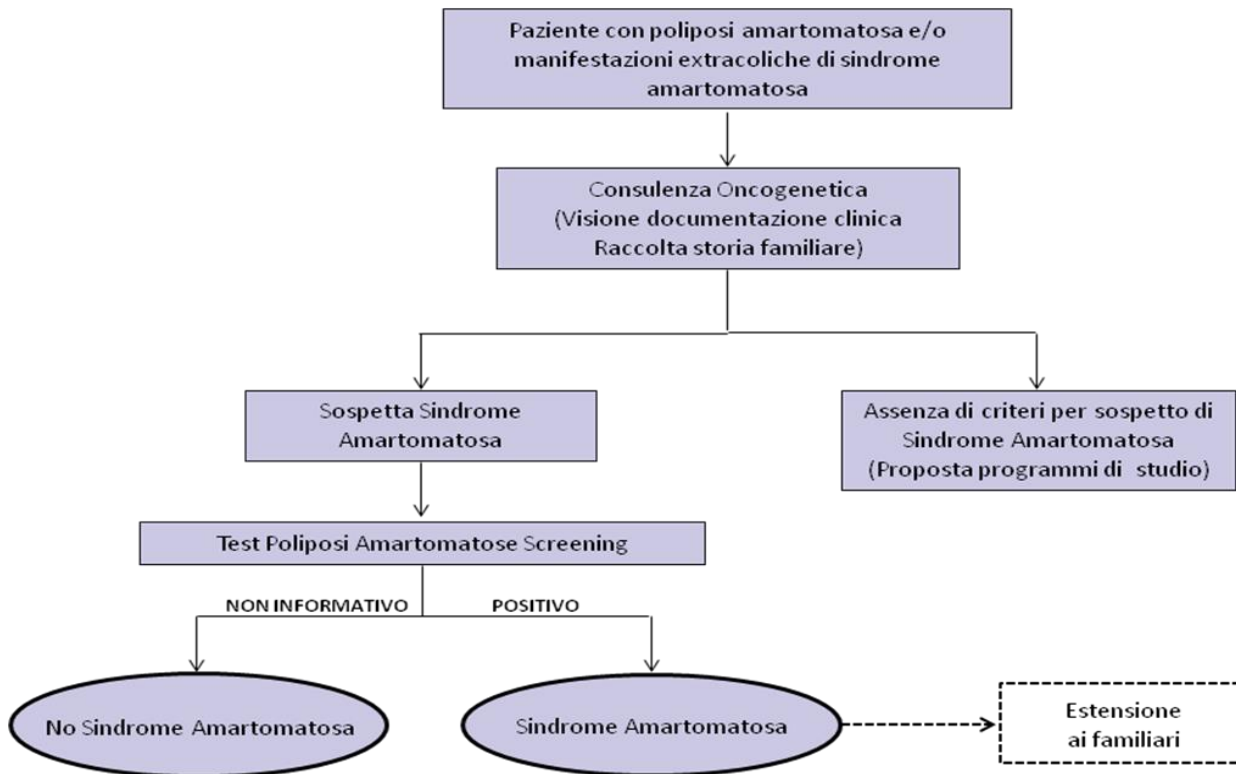 Paziente con poliposi amartomatosa e/o
manifestazioni extracoliche di sindrome
amartomatosa
Consulenza Oncogenetica
(Visione documentazione clinica
Raccolta storia familiare)
Sospetta Sindrome
Amartomatosa
Assenza di criteri per sospetto di
Sindrome Amartomatosa
(Proposta programmi di studio)
Test Poliposi Amartomatose Screening
NON INFORMATIVO
POSITIVO
No Sindrome Amartomatosa
Sindrome Amartomatosa
Estensione
ai familiari